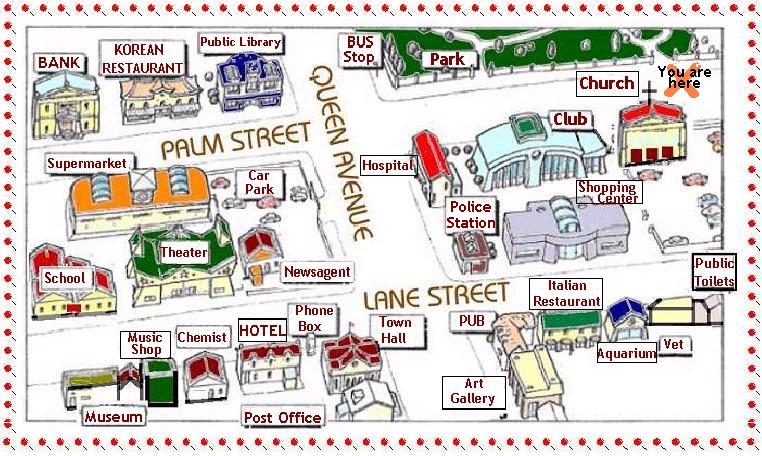 BANK
KOREAN
RESTAURANT
Public Library
BUS
Stop
Park
Church
You are
here
QUEEN AVENUE
PALM STREET
Club
Hospital
Supermarket
Car
Park
Shopping
Center
Police
Station
Theater
School
Newsagent
Public
Toilets
LANE STREET
Italian
Restaurant
Phone
Box
Town
Hall
PUB
Music
Shop
Chemist
HOTEL
Aquarium
Vet
Art
Gallery
Museum
Post Office